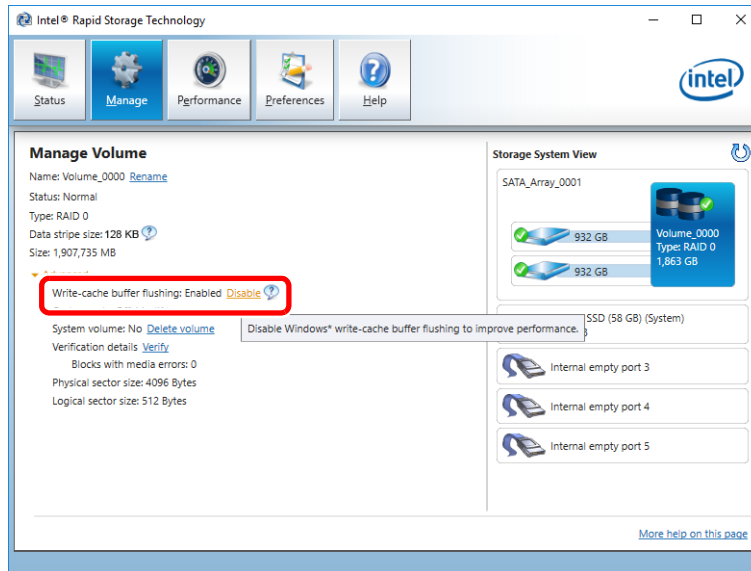 Intel® Rapid Storage Technology
Status
Manage
Performance
Preferences
Help
intel
Manage Volume
Name: Volume_0000 Rename
Status: Normal
Type: RAID 0
Data stripe size: 128 KB
Size: 1,907,735 MB
Advanced
Write-cache buffer flushing: Enabled Disable
System volume: No Delete volume
Disable Windows* write-cache buffer flushing to improve performance.
Verification details Verify
Blocks with media errors: 0
Physical sector size: 4096 Bytes
Logical sector size: 512 Bytes
Storage System View
SATA_Array_0001
932 GB
932 GB
Volume_0000
Type: RAID 0
1,863 GB
SSD (58 GB) (System)
Internal empty port 3
Internal empty port 4
Internal empty port 5
More help on this page